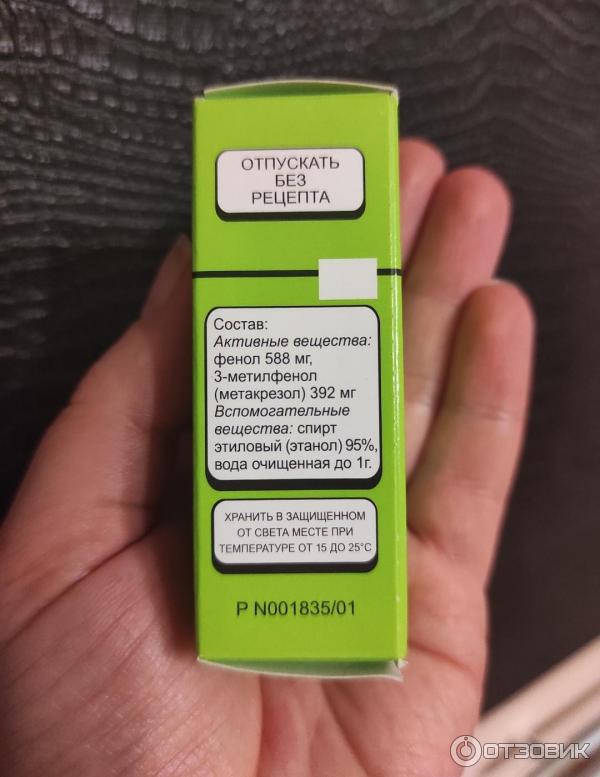 ОТПУСКАТЬ
БЕЗ
РЕЦЕПТА
Состав:
Активные вещества:
фенол 588 мг,
3-метилфенол
(метакрезол) 392 мг
Вспомогательные
вещества: спирт
этиловый (этанол) 95%,
вода очищенная до 1г.
ХРАНИТЬ В ЗАЩИЩЕННОМ
ОТ СВЕТА МЕСТЕ ПРИ
ТЕМПЕРАТУРЕ ОТ 15 ДО 25°С
Р N001835/01
ОТЗОВИК